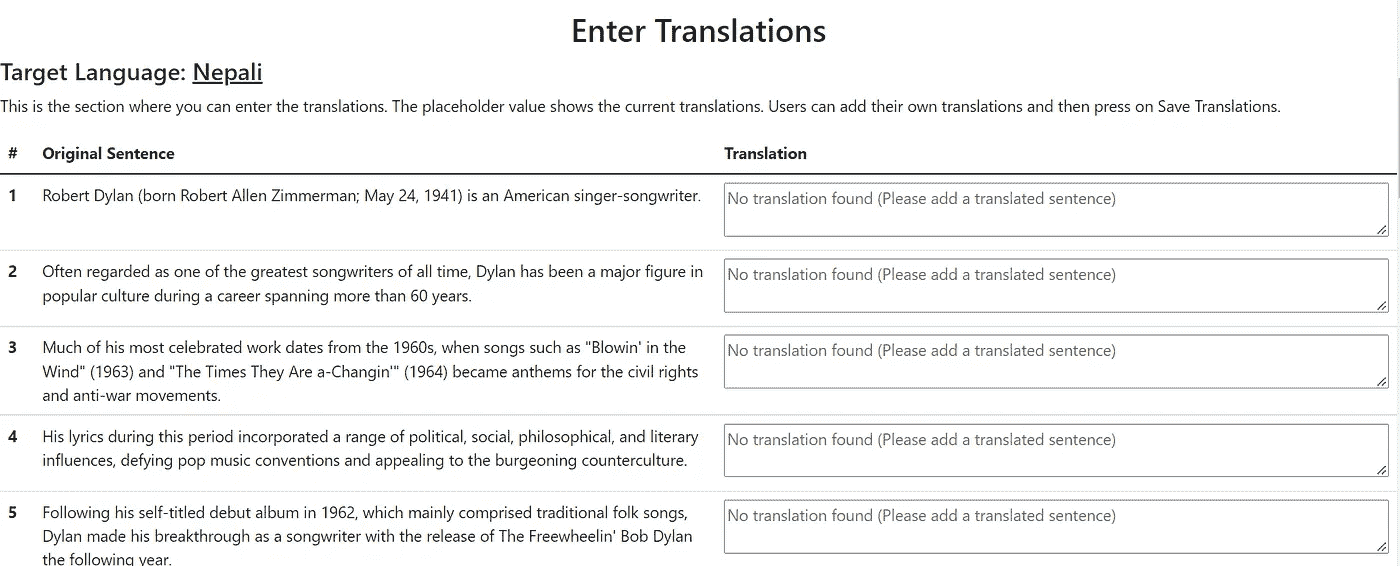 Enter Translations
Target Language: Nepali
This is the section where you can enter the translations. The placeholder value shows the current translations. Users can add their own translations and then press on Save Translations.
# Original Sentence Translation
1 Robert Dylan (born Robert Allen Zimmerman; May 24, 1941) is an American singer-songwriter. No translation found (Please add a translated sentence)
2 Often regarded as one of the greatest songwriters of all time, Dylan has been a major figure in No translation found (Please add a translated sentence)
popular culture during a career spanning more than 60 years.
3 Much of his most celebrated work dates from the 1960s, when songs such as "Blowin' in the No translation found (Please add a translated sentence)
Wind" (1963) and "The Times They Are a-Changin'" (1964) became anthems for the civil rights
and anti-war movements.
4 His lyrics during this period incorporated a range of political, social, philosophical, and literary No translation found (Please add a translated sentence)
influences, defying pop music conventions and appealing to the burgeoning counterculture.
5 Following his self-titled debut album in 1962, which mainly comprised traditional folk songs, No translation found (Please add a translated sentence)
Dylan made his breakthrough as a songwriter with the release of The Freewheelin' Bob Dylan
the following year.